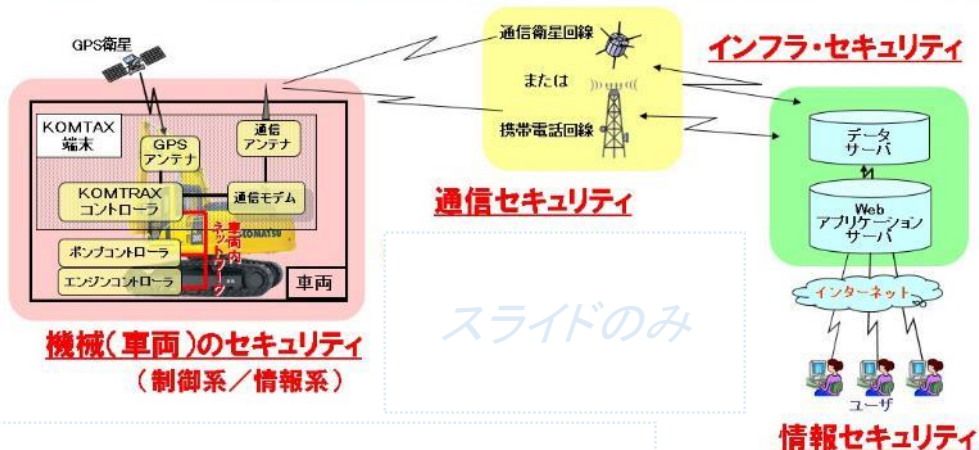 GPS衛星
KOMTAX
端末
GPS
アンテナ
通信
アンテナ
KOMTRAX
コントローラ
通信モデム
ポンプコントローラ
エンジンコントローラ
車両内
ネットワーク
KOMATSU
車両
機械(車両)のセキュリティ
(制御系/情報系)
通信衛星回線
または
携帯電話回線
通信セキュリティ
スライドのみ
インフラ・セキュリティ
データ
サーバ
Web
アプリケーション
サーバ
インターネット
ユーザ
情報セキュリティ